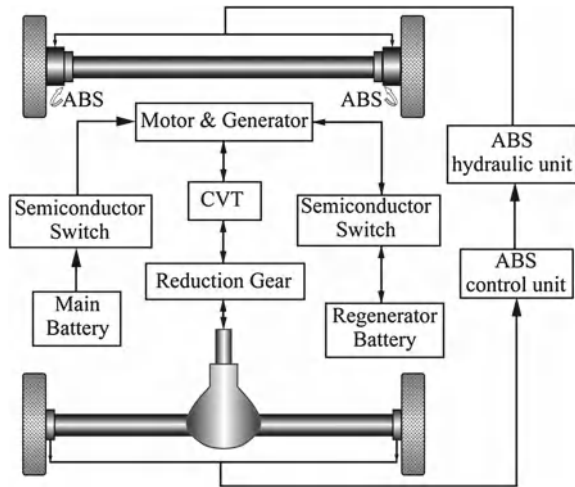 ABS
ABS
Motor & Generator
ABS
hydraulic unit
CVT
Semiconductor
Switch
Semiconductor
Switch
ABS
control unit
Reduction Gear
Main
Battery
Regenerator
Battery